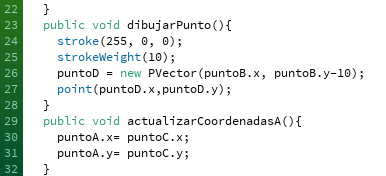 22 }
23 public void dibujarPunto(){
24 stroke(255, 0, 0);
25 strokeWeight(10);
26 puntoD = new PVector(puntoB.x, puntoB.y-10);
27 point(puntoD.x,puntoD.y);
28 }
29 public void actualizarCoordenadasA(){
30 puntoA.x= puntoC.x;
31 puntoA.y= puntoC.y;
32 }